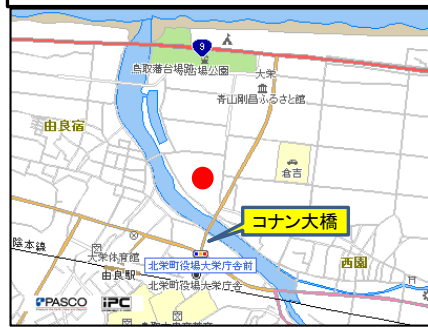 9
鳥取藩台場跡
台場公園
大栄
青山剛昌ふるさと館
由良宿
倉吉
コナン大橋
陰本線
大栄体育館
由良駅
北栄町役場大栄庁舎前
北栄町役場大栄庁舎
西園
PASCO
iPC